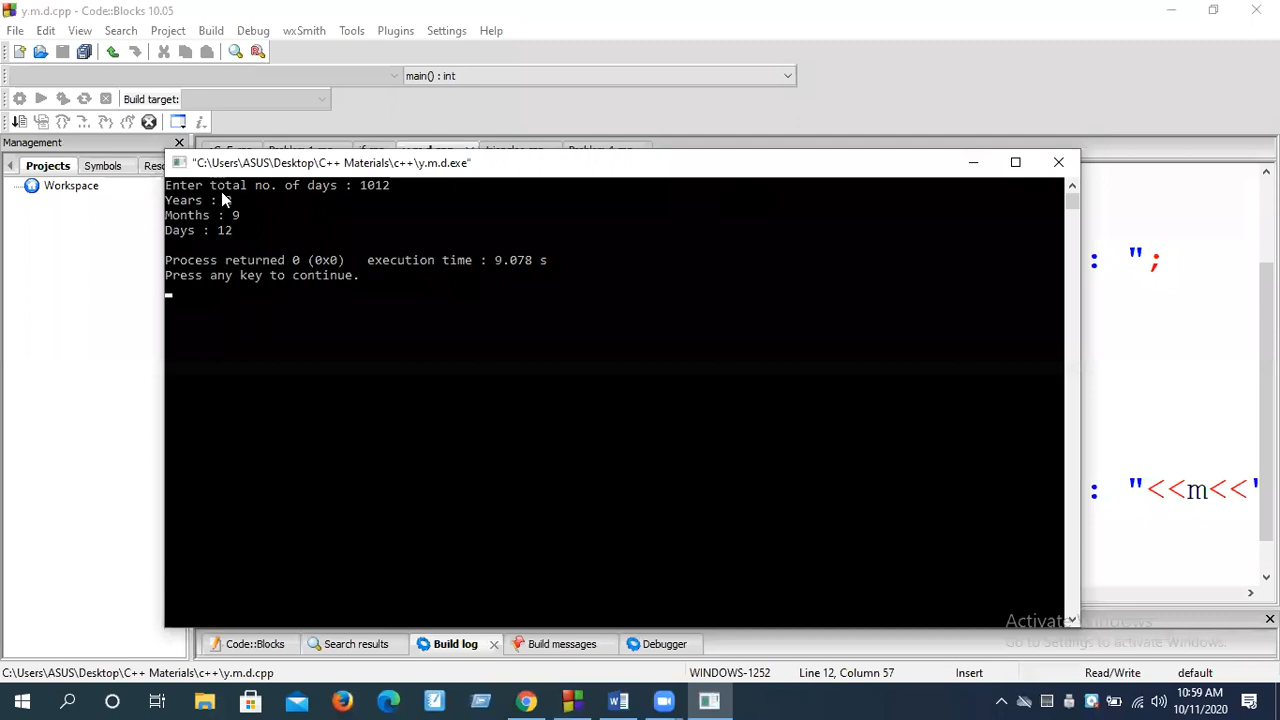 y.m.d.cpp - Code::Blocks 10.05
File Edit View Search Project Build Debug wxSmith Tools Plugins Settings Help
main() : int
Build target:
Management
Projects Symbols
Workspace
"C:\Users\ASUS\Desktop\C++ Materials\c++\y.m.d.exe"
Enter total no. of days : 1012
Years :
Months : 9
Days : 12
Process returned 0 (0x0) execution time : 9.078 s
Press any key to continue.
: ";
: "<<m<<"
Activate Windows
Go to Settings to activate Windows.
Code::Blocks Search results Build log Build messages Debugger
C:\Users\ASUS\Desktop\C++ Materials\c++\y.m.d.cpp WINDOWS-1252 Line 12, Column 57 Insert Read/Write default
10:59 AM
10/11/2020